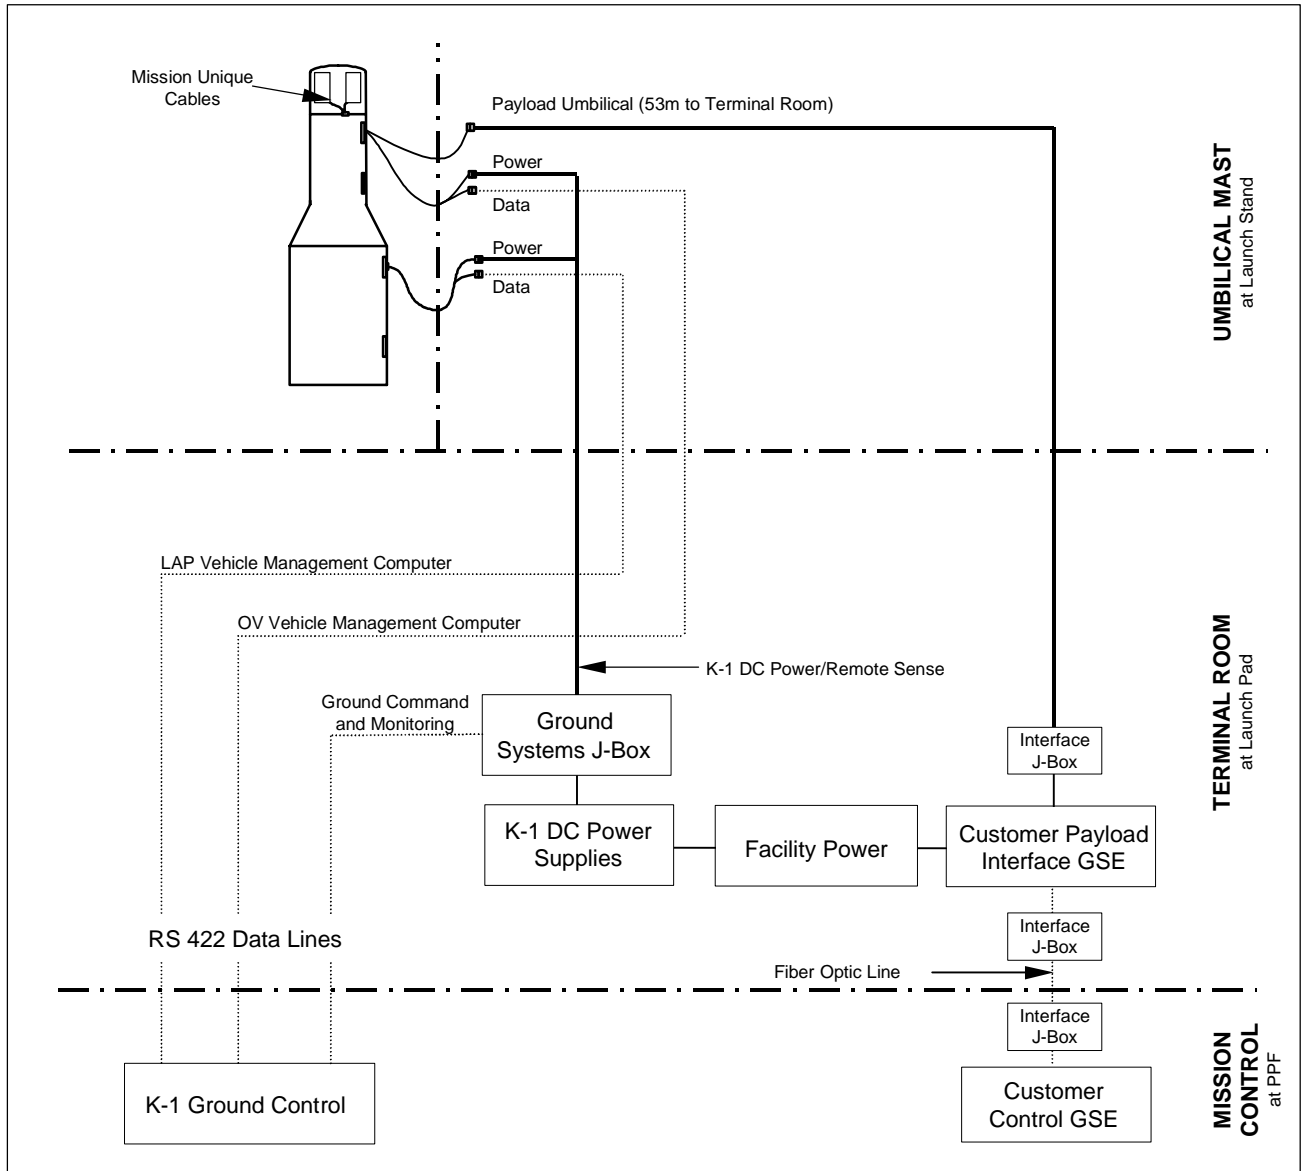 Mission Unique
Cables
Payload Umbilical (53m to Terminal Room)
Power
Data
Power
Data
UMBILICAL MAST
at Launch Stand
LAP Vehicle Management Computer
OV Vehicle Management Computer
K-1 DC Power/Remote Sense
Ground Command
and Monitoring
Ground
Systems J-Box
Interface
J-Box
K-1 DC Power
Supplies
Facility Power
Customer Payload
Interface GSE
TERMINAL ROOM
at Launch Pad
RS 422 Data Lines
Interface
J-Box
Fiber Optic Line
Interface
J-Box
K-1 Ground Control
Customer
Control GSE
MISSION
CONTROL
at PPF